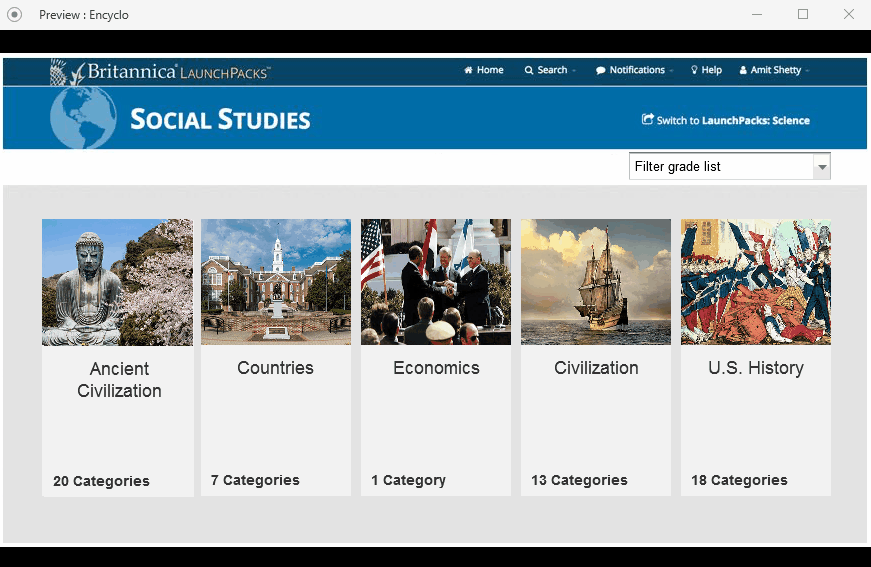 Preview : Encyclo
Britannica® LAUNCHPACKS™
Home
Search
Notifications
Help
Amit Shetty
SOCIAL STUDIES
Switch to LaunchPacks: Science
Filter grade list
Ancient
Civilization
20 Categories
Countries
7 Categories
Economics
1 Category
Civilization
13 Categories
U.S. History
18 Categories